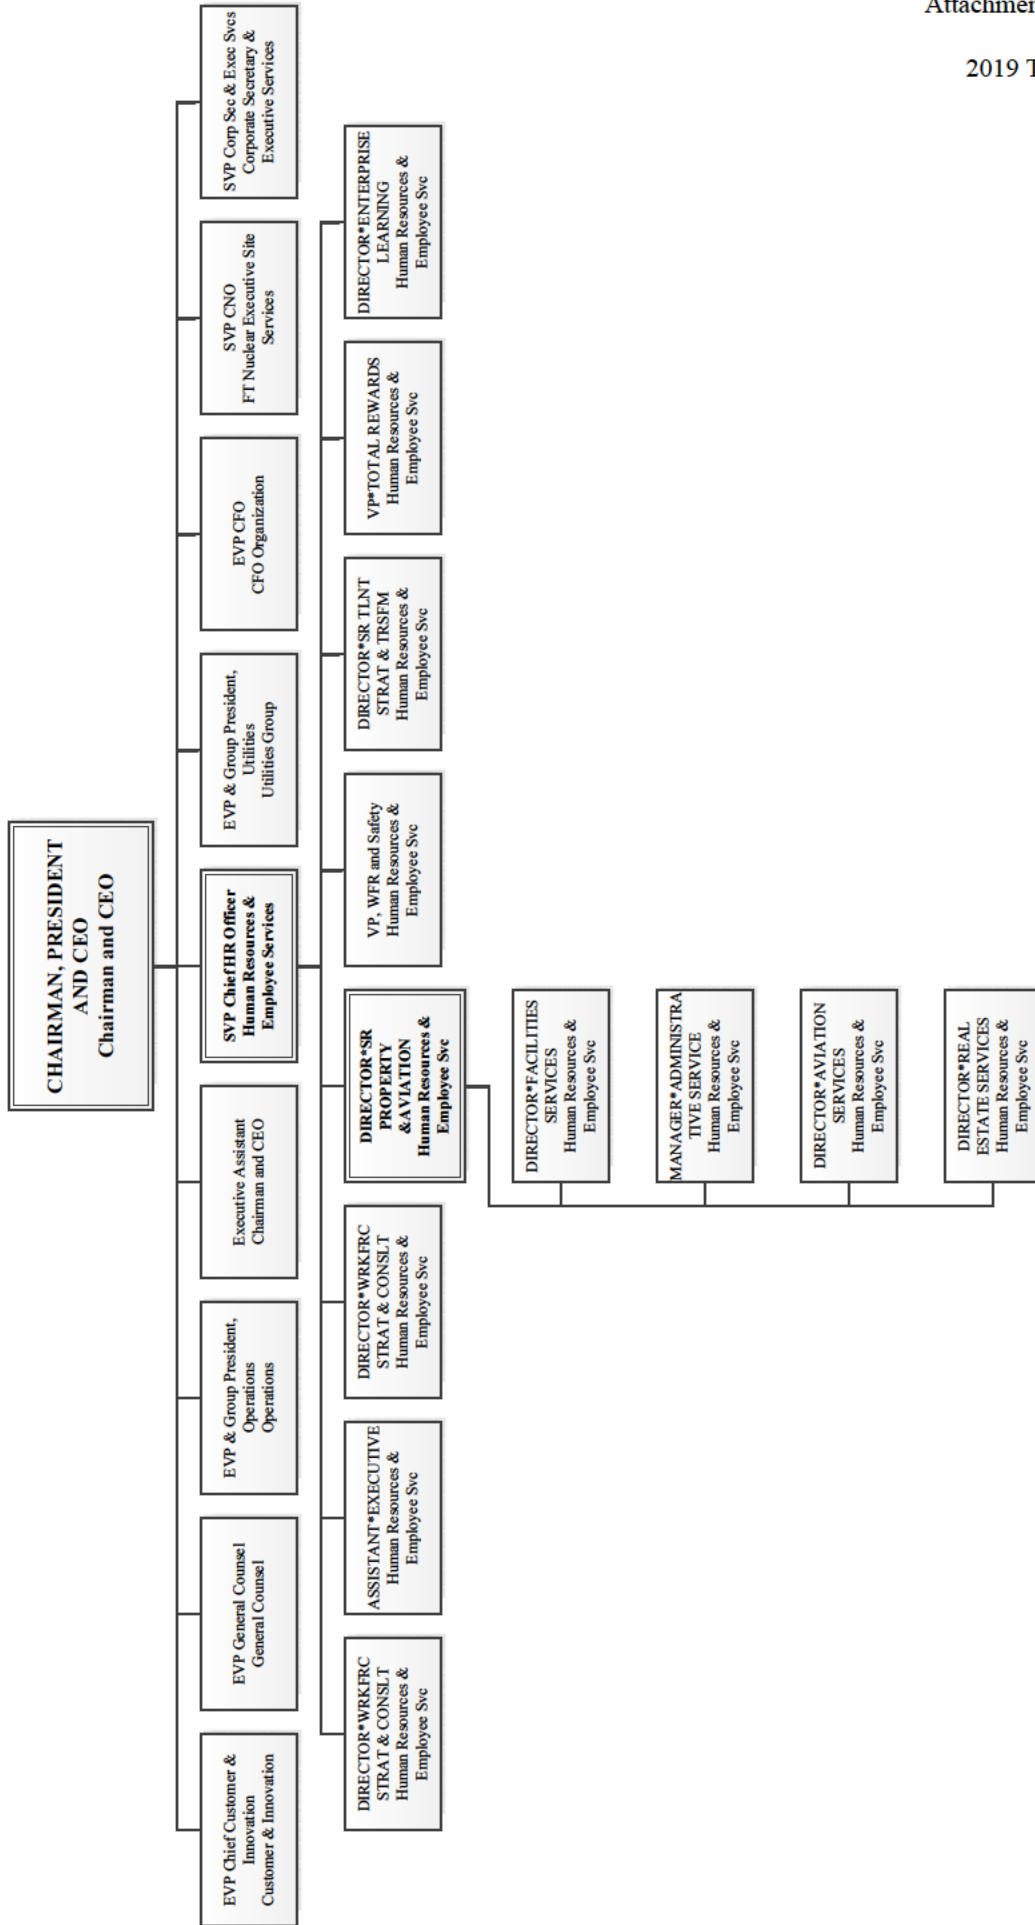 Attachmen
2019 T
CHAIRMAN, PRESIDENT
AND CEO
Chairman and CEO
EVP Chief Customer &
Innovation
Customer & Innovation
EVP General Counsel
General Counsel
EVP & Group President,
Operations
Operations
Executive Assistant
Chairman and CEO
SVP Chief HR Officer
Human Resources &
Employee Services
EVP & Group President,
Utilities
Utilities Group
EVP CFO
CFO Organization
SVP CNO
FT Nuclear Executive Site
Services
SVP Corp Sec & Exec Svcs
Corporate Secretary &
Executive Services
DIRECTOR*WRKFRC
STRAT & CONSLT
Human Resources &
Employee Svc
ASSISTANT*EXECUTIVE
Human Resources &
Employee Svc
DIRECTOR*WRKFRC
STRAT & CONSLT
Human Resources &
Employee Svc
DIRECTOR*SR
PROPERTY
& AVIATION
Human Resources &
Employee Svc
VP, WFR and Safety
Human Resources &
Employee Svc
DIRECTOR*SR TLNT
STRAT & TRSFM
Human Resources &
Employee Svc
VP*TOTAL REWARDS
Human Resources &
Employee Svc
DIRECTOR*ENTERPRISE
LEARNING
Human Resources &
Employee Svc
DIRECTOR*FACILITIES
SERVICES
Human Resources &
Employee Svc
MANAGER*ADMINISTRA
TIVE SERVICE
Human Resources &
Employee Svc
DIRECTOR*AVIATION
SERVICES
Human Resources &
Employee Svc
DIRECTOR*REAL
ESTATE SERVICES
Human Resources &
Employee Svc